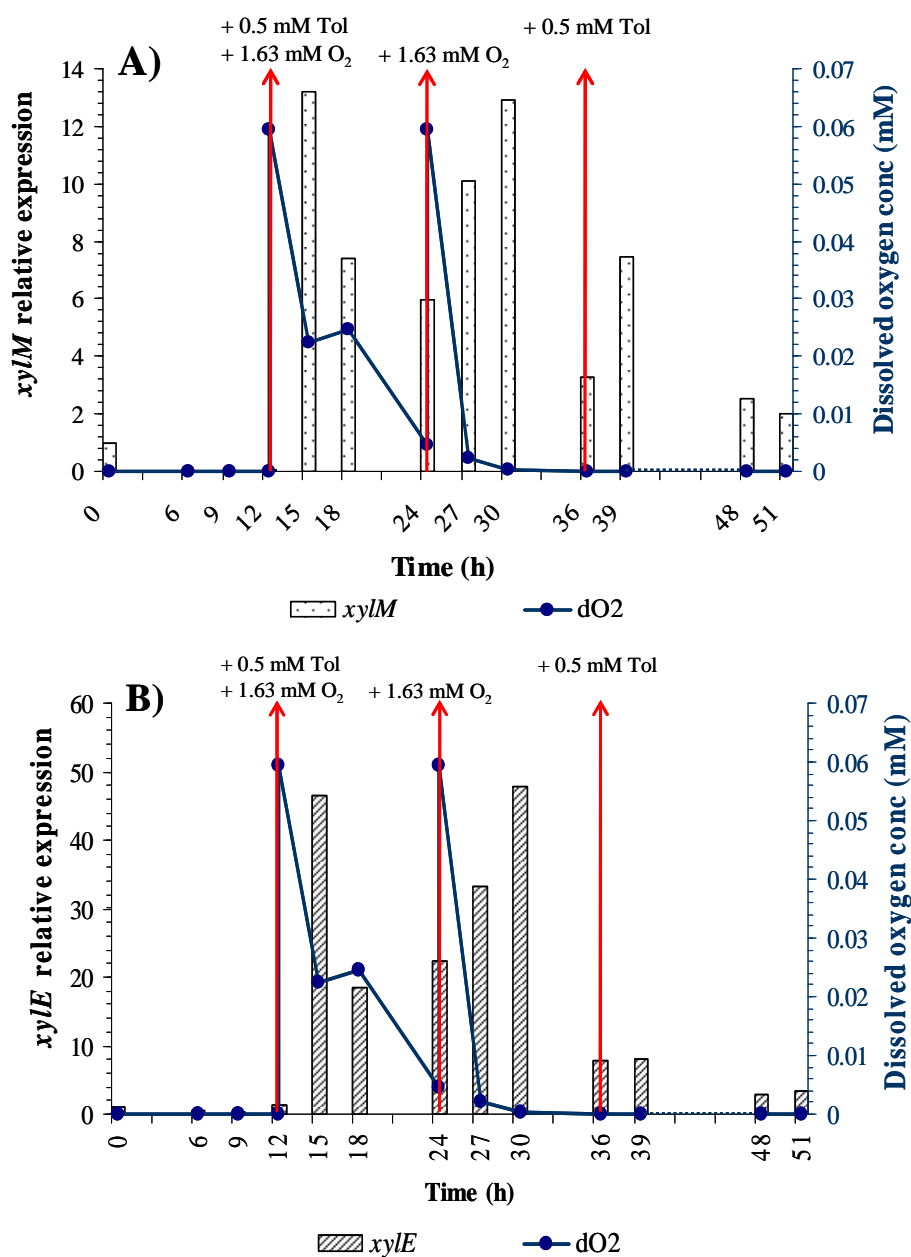 + 0.5 mM Tol
+ 1.63 mM O₂
+ 1.63 mM O₂
+ 0.5 mM Tol
A)
14
12
10
8
6
4
2
0
xylM relative expression
0.07
0.06
0.05
0.04
0.03
0.02
0.01
0
Dissolved oxygen conc (mM)
0 6 9 12 15 18 24 27 30 36 39 48 51
Time (h)
xylM dO2
+ 0.5 mM Tol
+ 1.63 mM O₂
+ 1.63 mM O₂
+ 0.5 mM Tol
B)
60
50
40
30
20
10
0
xylE relative expression
0.07
0.06
0.05
0.04
0.03
0.02
0.01
0
Dissolved oxygen conc (mM)
0 6 9 12 15 18 24 27 30 36 39 48 51
Time (h)
xylE dO2